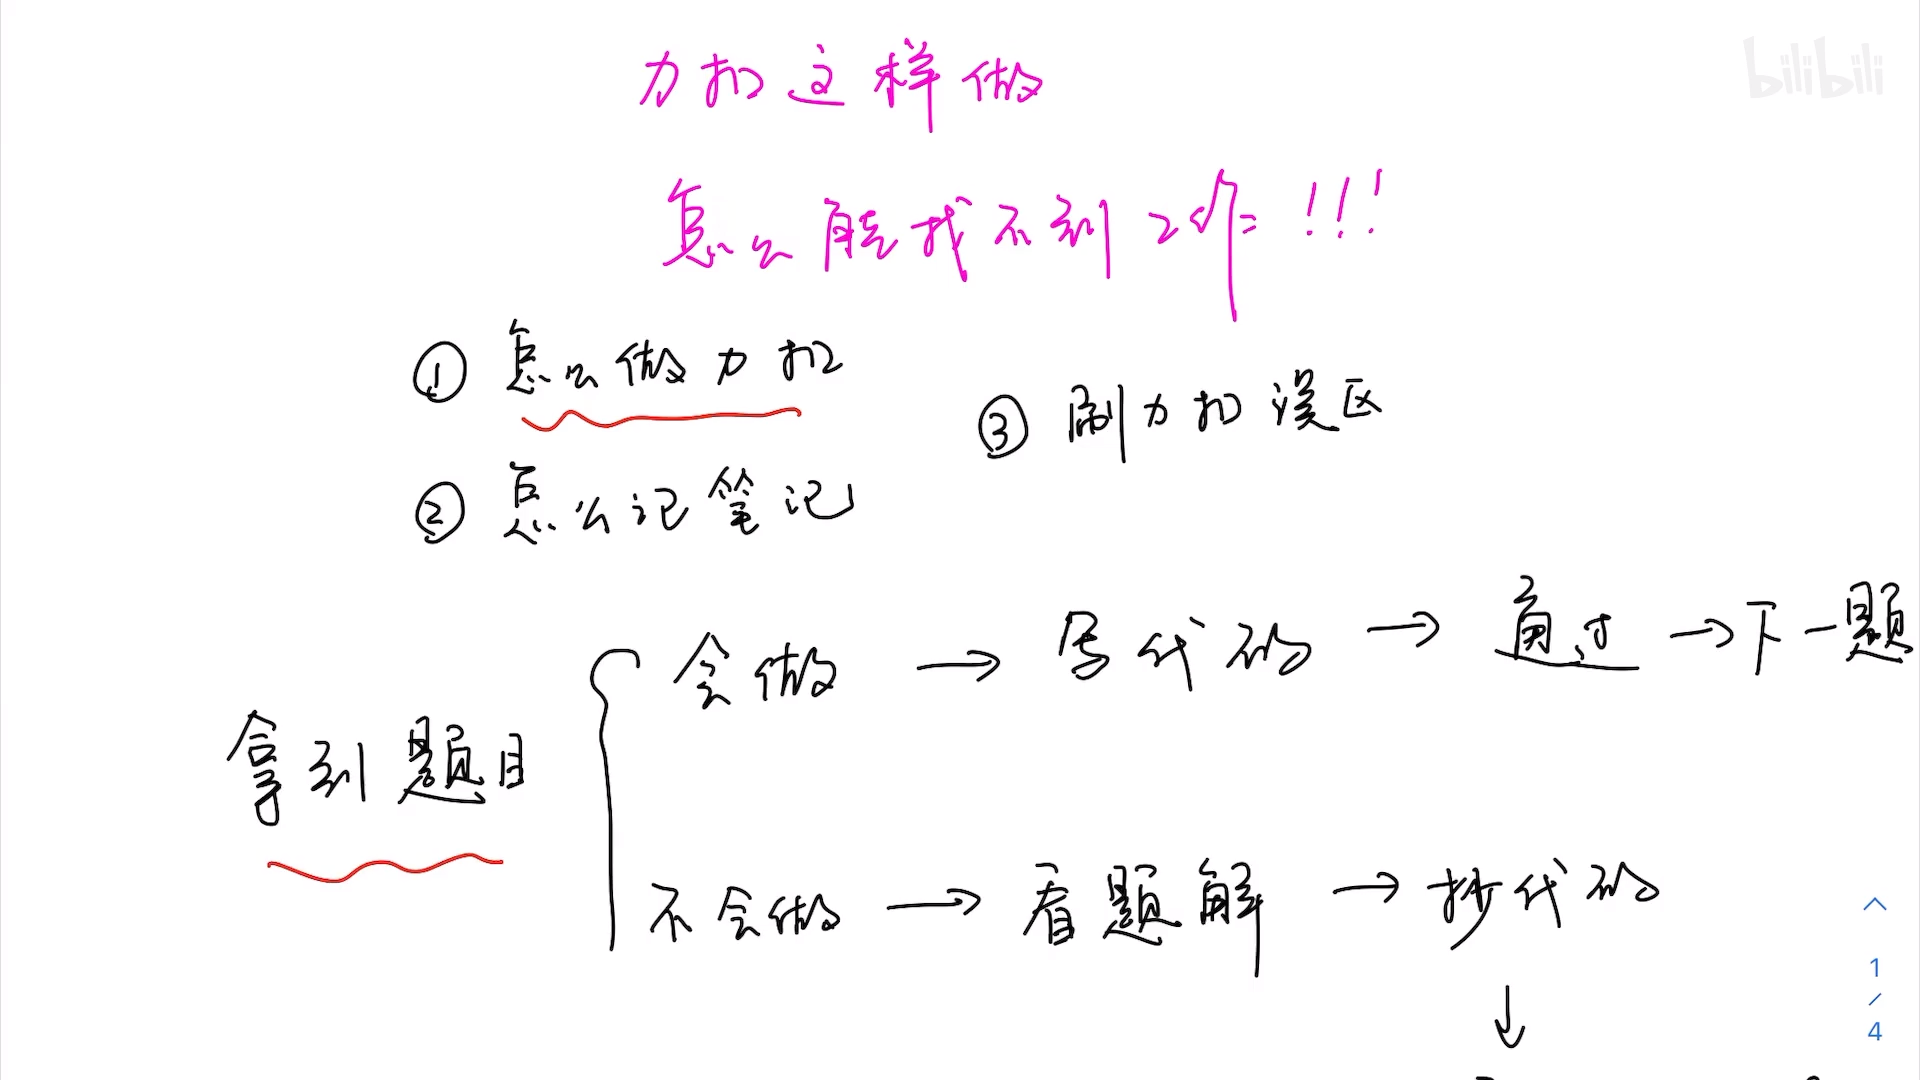 力扣这样做
bilibili
怎么能找不到工作!!!
① 怎么做力扣
③ 刷力扣误区
② 怎么记笔记
会做 → 写代码 → 通过 → 下一题
拿到题目
不会做 → 看题解 → 抄代码
↓
1/4